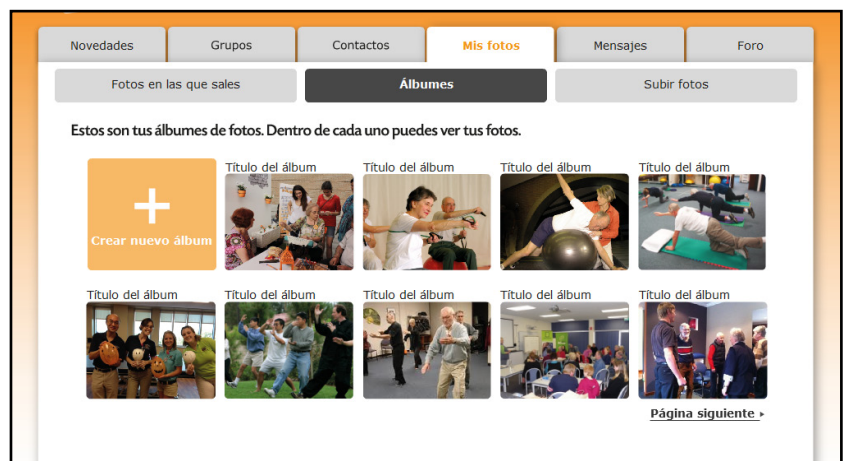 Novedades
Grupos
Contactos
Mis fotos
Mensajes
Foro
Fotos en las que sales
Álbumes
Subir fotos
Estos son tus álbumes de fotos. Dentro de cada uno puedes ver tus fotos.
+
Crear nuevo álbum
Título del álbum
Título del álbum
Título del álbum
Título del álbum
Título del álbum
Título del álbum
Título del álbum
Título del álbum
Título del álbum
Página siguiente